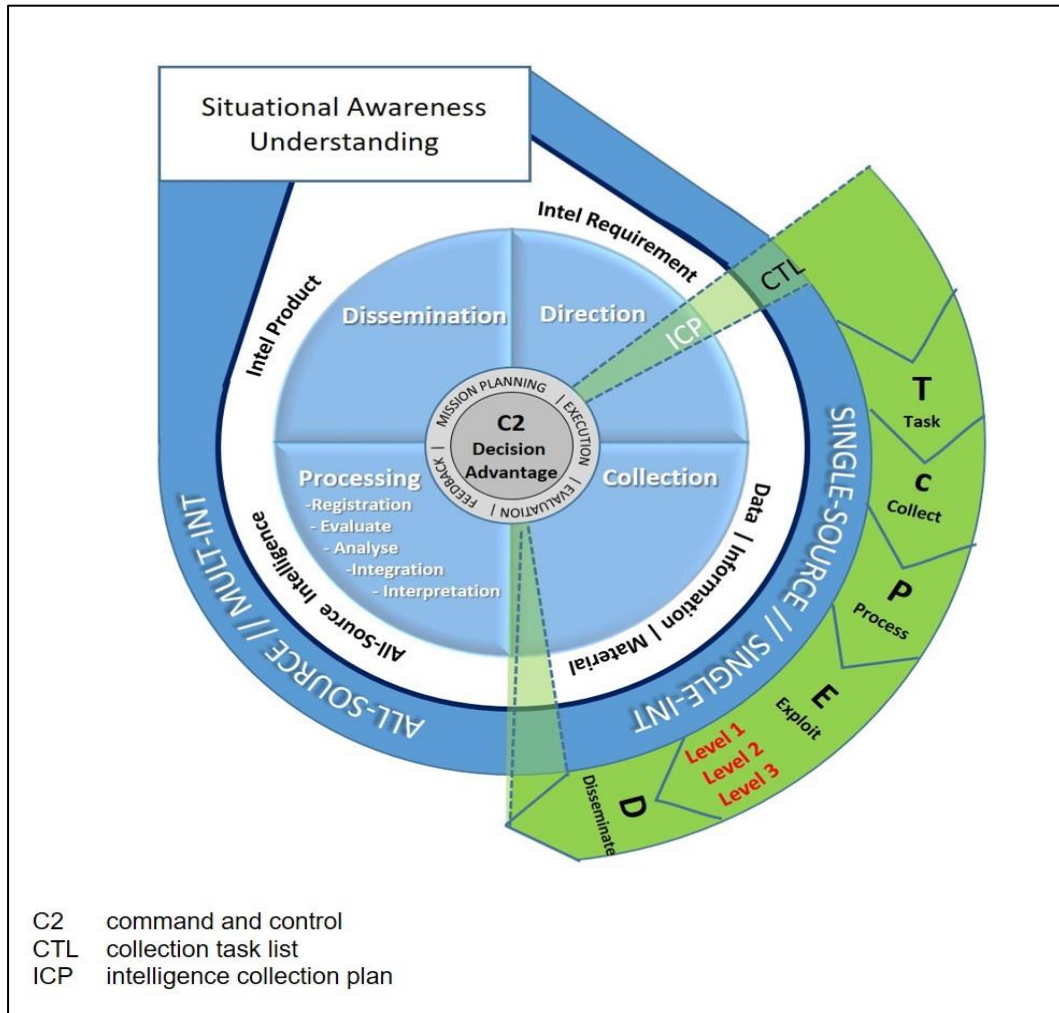 Situational Awareness
Understanding
Intel Requirement
Intel Product
CTL
ICP
Dissemination
Direction
MISSION PLANNING | EXECUTION | EVALUATION | FEEDBACK |
C2
Decision
Advantage
Processing
-Registration
- Evaluate
- Analyse
-Integration
- Interpretation
Collection
Data | Information | Material
All-Source Intelligence
ALL-SOURCE // MULT-INT
SINGLE-SOURCE // SINGLE-INT
T
Task
C
Collect
P
Process
E
Exploit
Level 1
Level 2
Level 3
D
Disseminate
C2 command and control
CTL collection task list
ICP intelligence collection plan